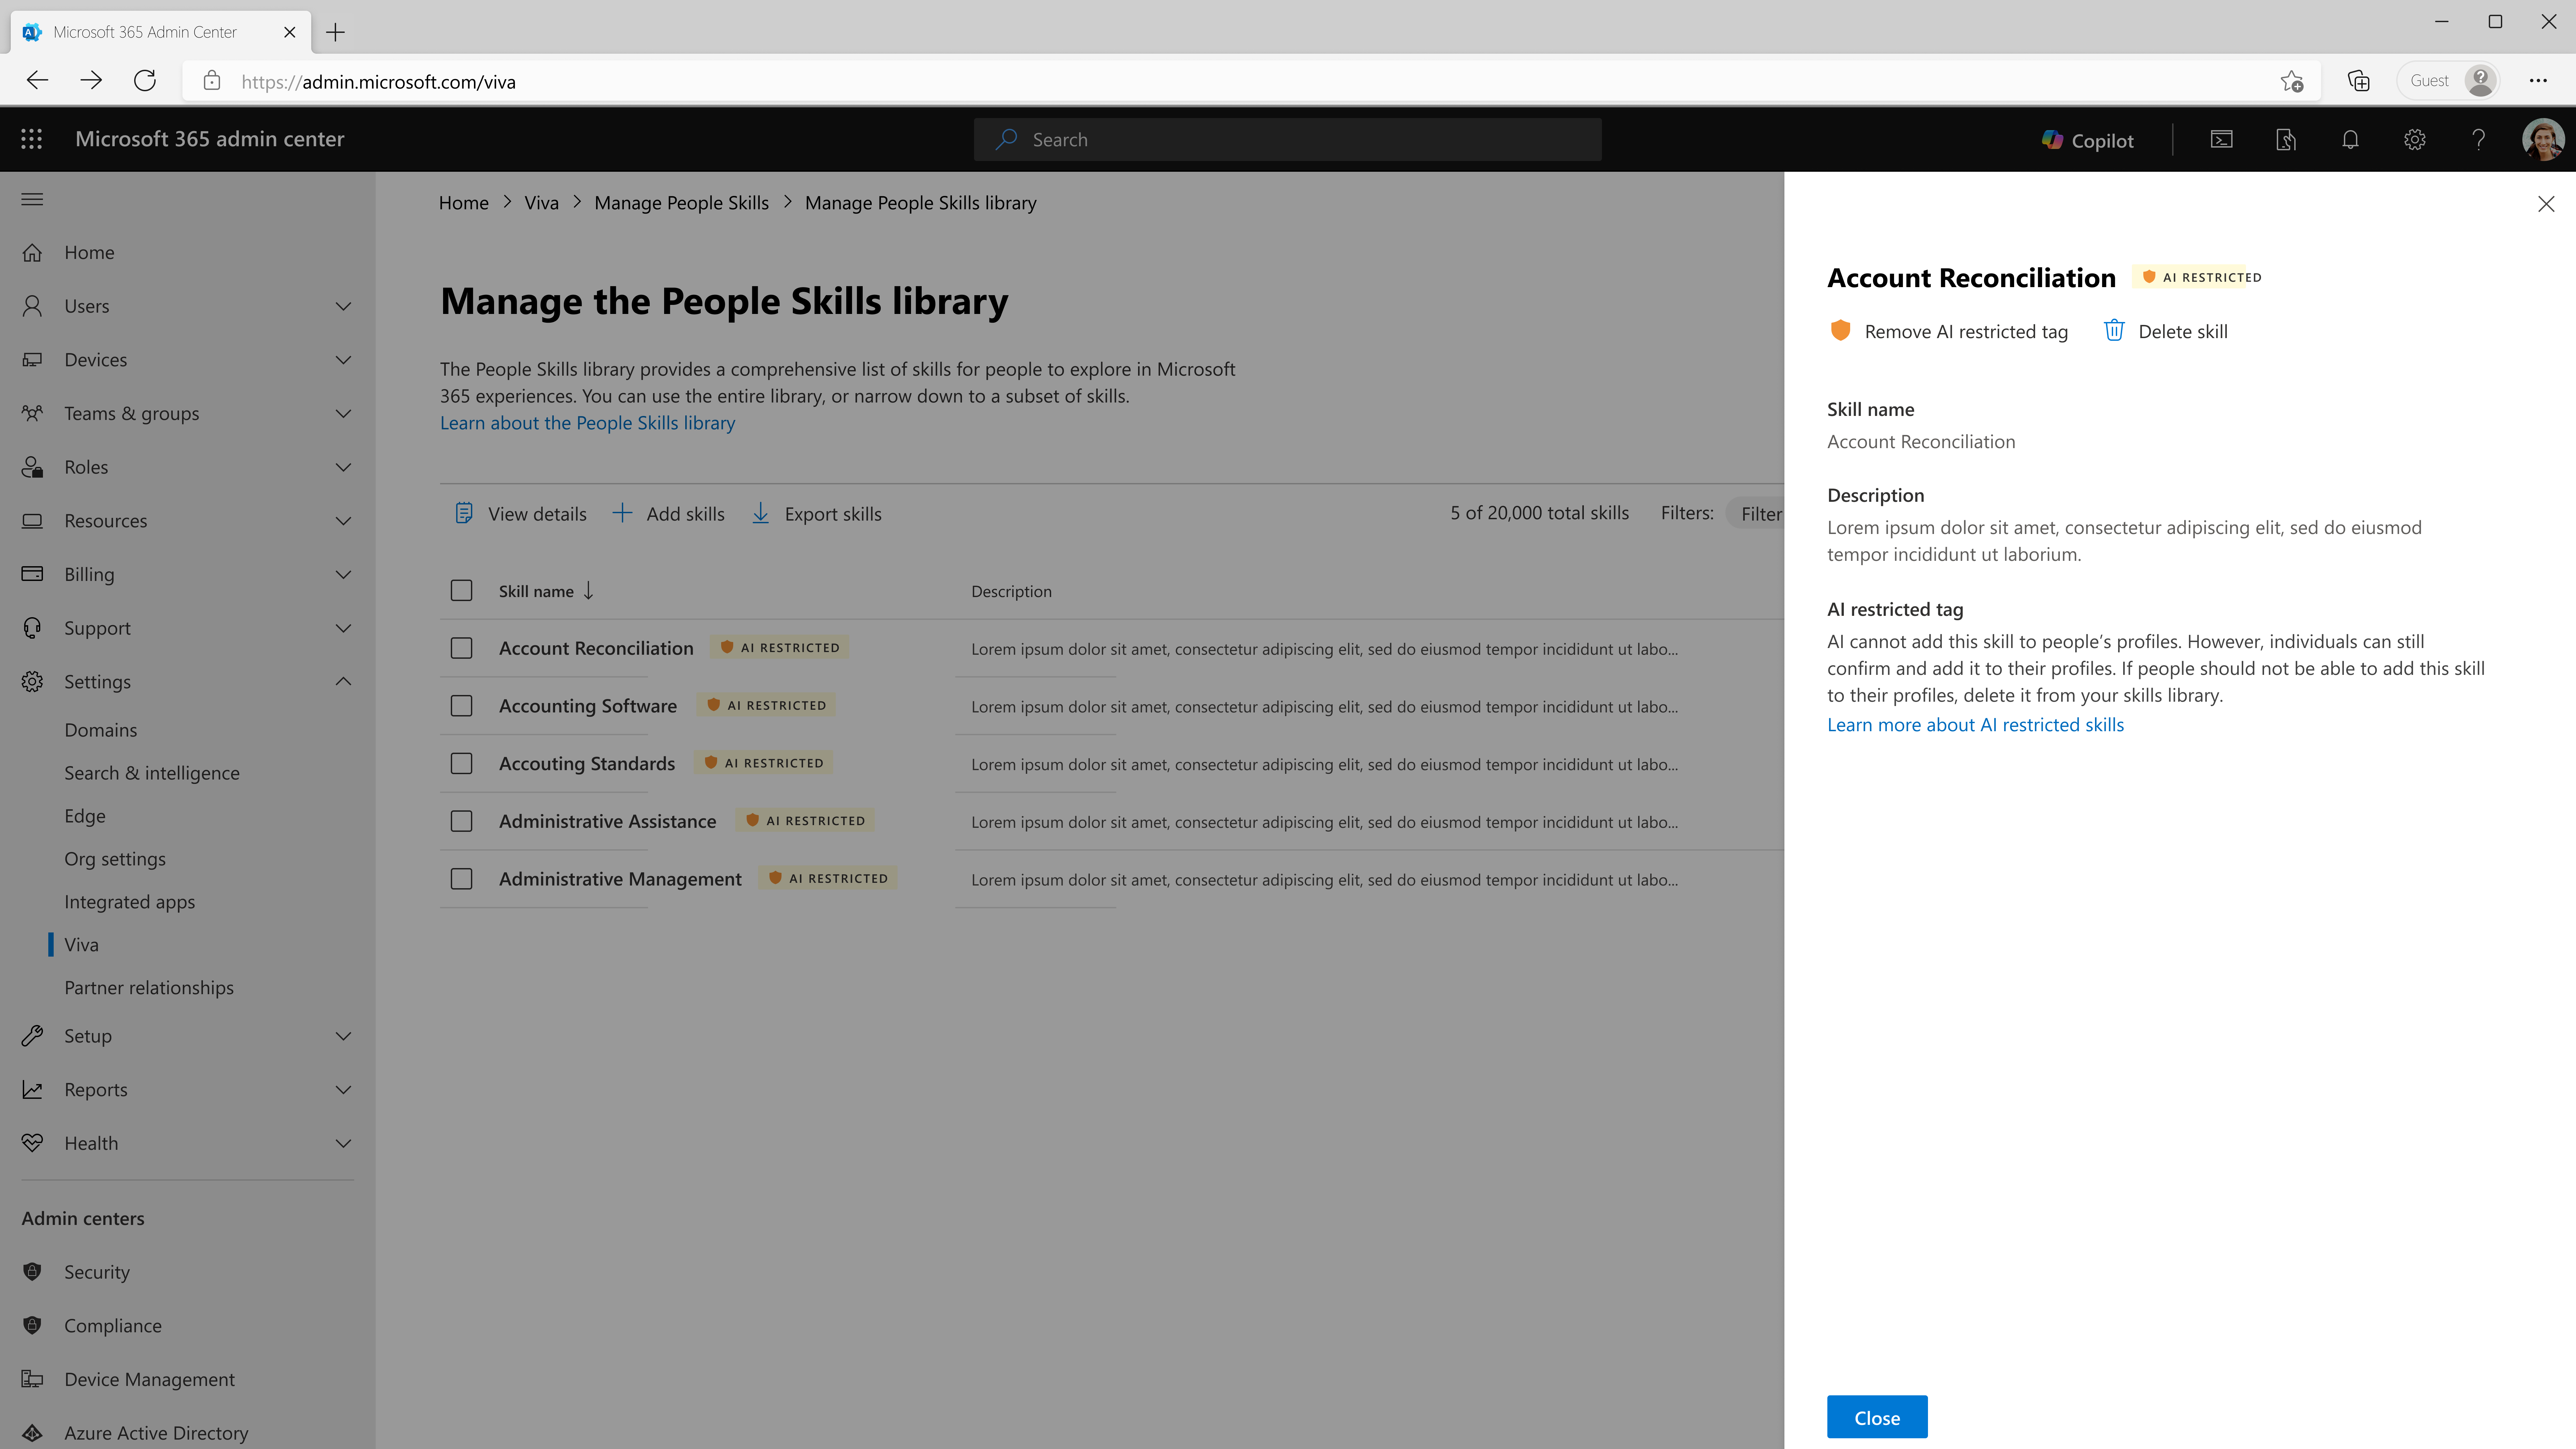 Microsoft 365 Admin Center
https://admin.microsoft.com/viva
Guest
Microsoft 365 admin center
Search
Copilot
Home
Users
Devices
Teams & groups
Roles
Resources
Billing
Support
Settings
Domains
Search & intelligence
Edge
Org settings
Integrated apps
Viva
Partner relationships
Setup
Reports
Health
Admin centers
Security
Compliance
Device Management
Azure Active Directory
Home > Viva > Manage People Skills > Manage People Skills library
Manage the People Skills library
The People Skills library provides a comprehensive list of skills for people to explore in Microsoft
365 experiences. You can use the entire library, or narrow down to a subset of skills.
Learn about the People Skills library
View details Add skills Export skills 5 of 20,000 total skills Filters: Filter
Skill name Description
Account Reconciliation AI RESTRICTED Lorem ipsum dolor sit amet, consectetur adipiscing elit, sed do eiusmod tempor incididunt ut labo...
Accounting Software AI RESTRICTED Lorem ipsum dolor sit amet, consectetur adipiscing elit, sed do eiusmod tempor incididunt ut labo...
Accouting Standards AI RESTRICTED Lorem ipsum dolor sit amet, consectetur adipiscing elit, sed do eiusmod tempor incididunt ut labo...
Administrative Assistance AI RESTRICTED Lorem ipsum dolor sit amet, consectetur adipiscing elit, sed do eiusmod tempor incididunt ut labo...
Administrative Management AI RESTRICTED Lorem ipsum dolor sit amet, consectetur adipiscing elit, sed do eiusmod tempor incididunt ut labo...
Account Reconciliation AI RESTRICTED
Remove AI restricted tag Delete skill
Skill name
Account Reconciliation
Description
Lorem ipsum dolor sit amet, consectetur adipiscing elit, sed do eiusmod
tempor incididunt ut laborium.
AI restricted tag
AI cannot add this skill to people’s profiles. However, individuals can still
confirm and add it to their profiles. If people should not be able to add this skill
to their profiles, delete it from your skills library.
Learn more about AI restricted skills
Close